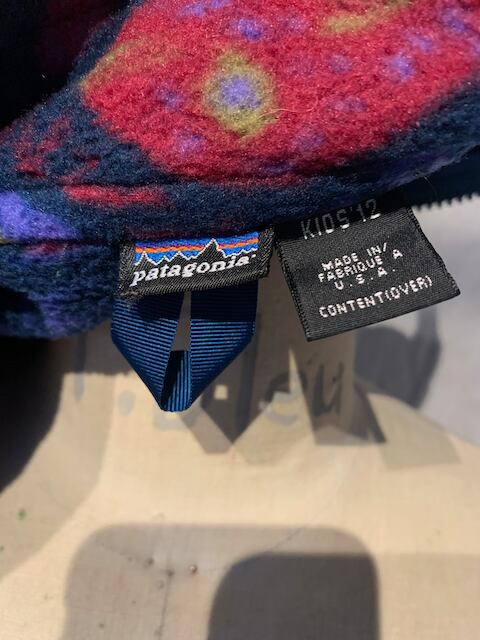 patagonia®
KIDS' 12
MADE IN/
FABRIQUE A
U. S. A.
CONTENT(OVER)